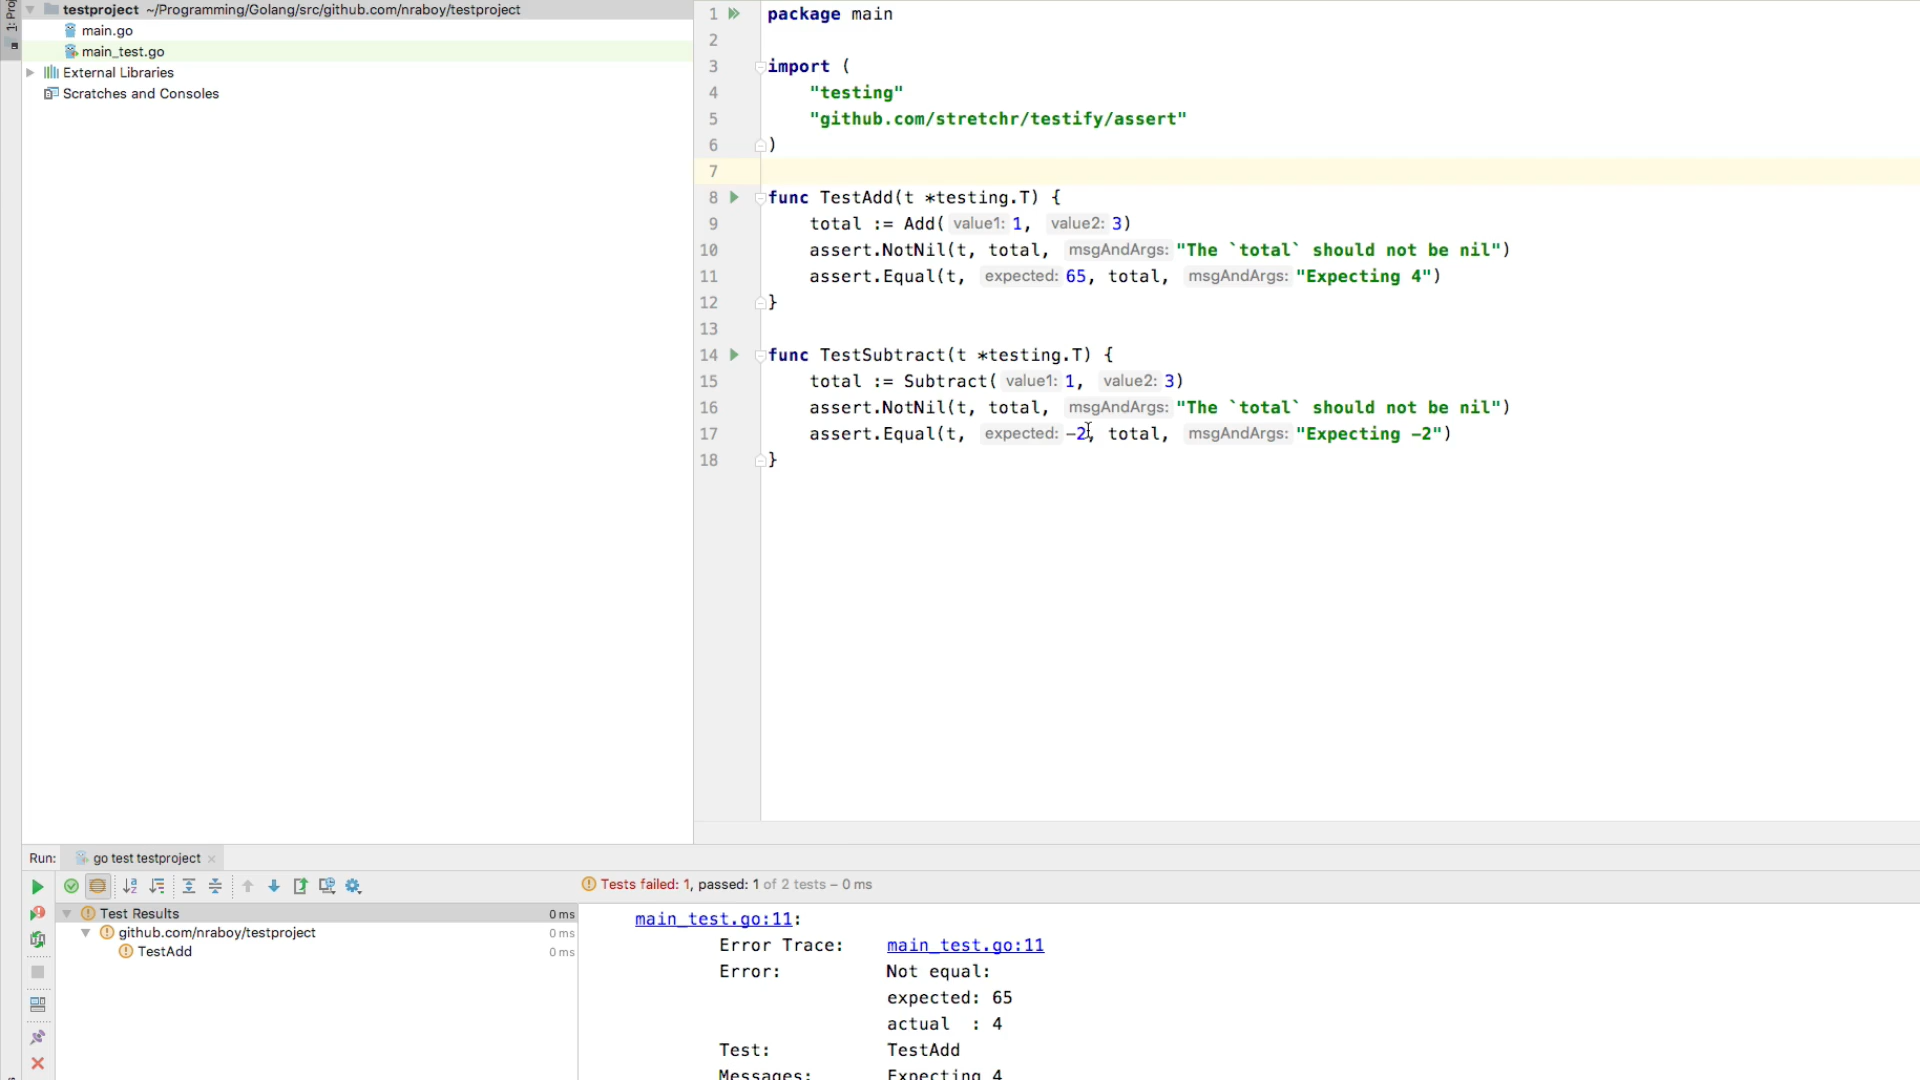 testproject ~/Programming/Golang/src/github.com/nraboy/testproject
main.go
main_test.go
External Libraries
Scratches and Consoles
1 package main
2
3 import (
4 "testing"
5 "github.com/stretchr/testify/assert"
6 )
7
8 func TestAdd(t *testing.T) {
9 total := Add( value1: 1, value2: 3)
10 assert.NotNil(t, total, msgAndArgs: "The `total` should not be nil")
11 assert.Equal(t, expected: 65, total, msgAndArgs: "Expecting 4")
12 }
13
14 func TestSubtract(t *testing.T) {
15 total := Subtract( value1: 1, value2: 3)
16 assert.NotNil(t, total, msgAndArgs: "The `total` should not be nil")
17 assert.Equal(t, expected: -2, total, msgAndArgs: "Expecting -2")
18 }
Run: go test testproject
Tests failed: 1, passed: 1 of 2 tests – 0 ms
Test Results 0 ms
github.com/nraboy/testproject 0 ms
TestAdd 0 ms
main_test.go:11:
Error Trace: main_test.go:11
Error: Not equal:
expected: 65
actual : 4
Test: TestAdd
Messages: Expecting 4